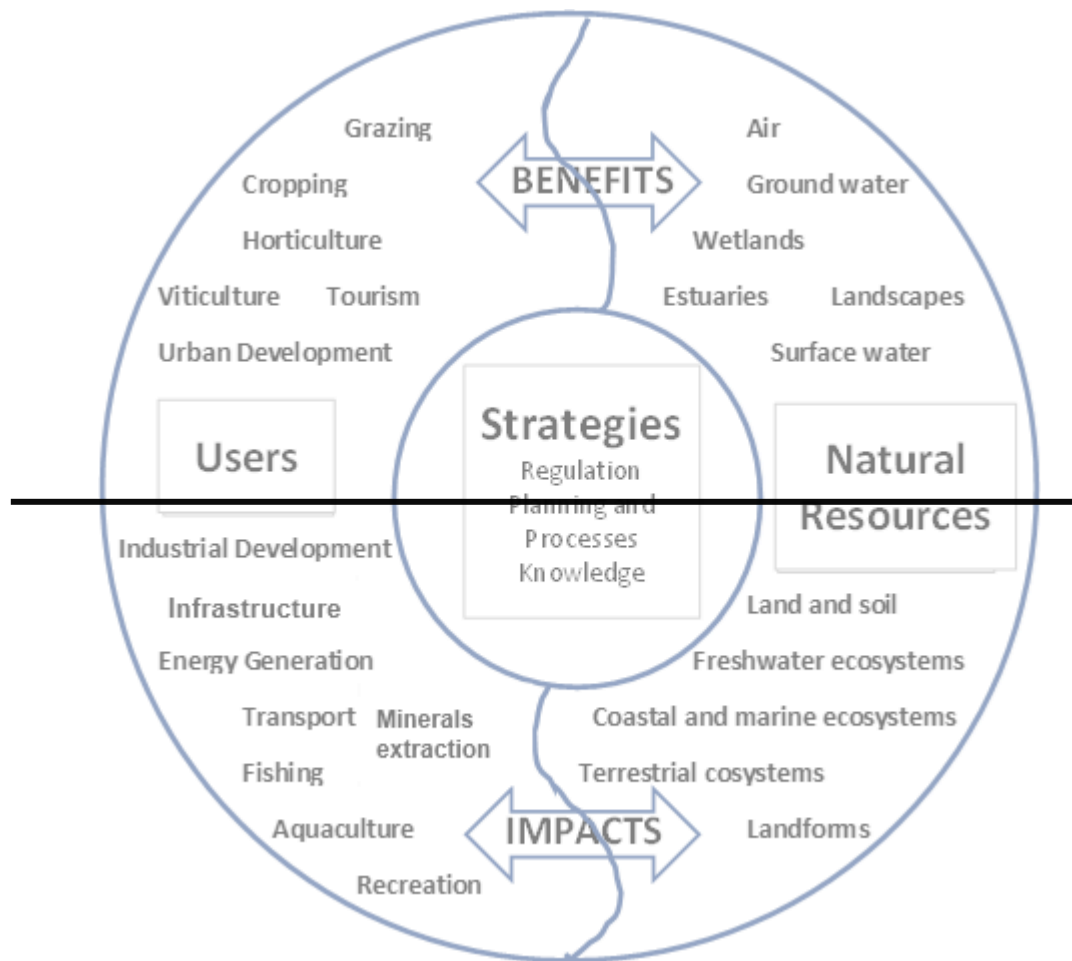 Grazing
Air
BENEFITS
Cropping
Ground water
Horticulture
Wetlands
Viticulture
Tourism
Estuaries
Landscapes
Urban Development
Surface water
Strategies
Regulation
Planning and
Processes
Knowledge
Users
Natural
Resources
Industrial Development
Infrastructure
Land and soil
Energy Generation
Freshwater ecosystems
Transport
Minerals
extraction
Coastal and marine ecosystems
Fishing
Terrestrial cosystems
Aquaculture
IMPACTS
Landforms
Recreation